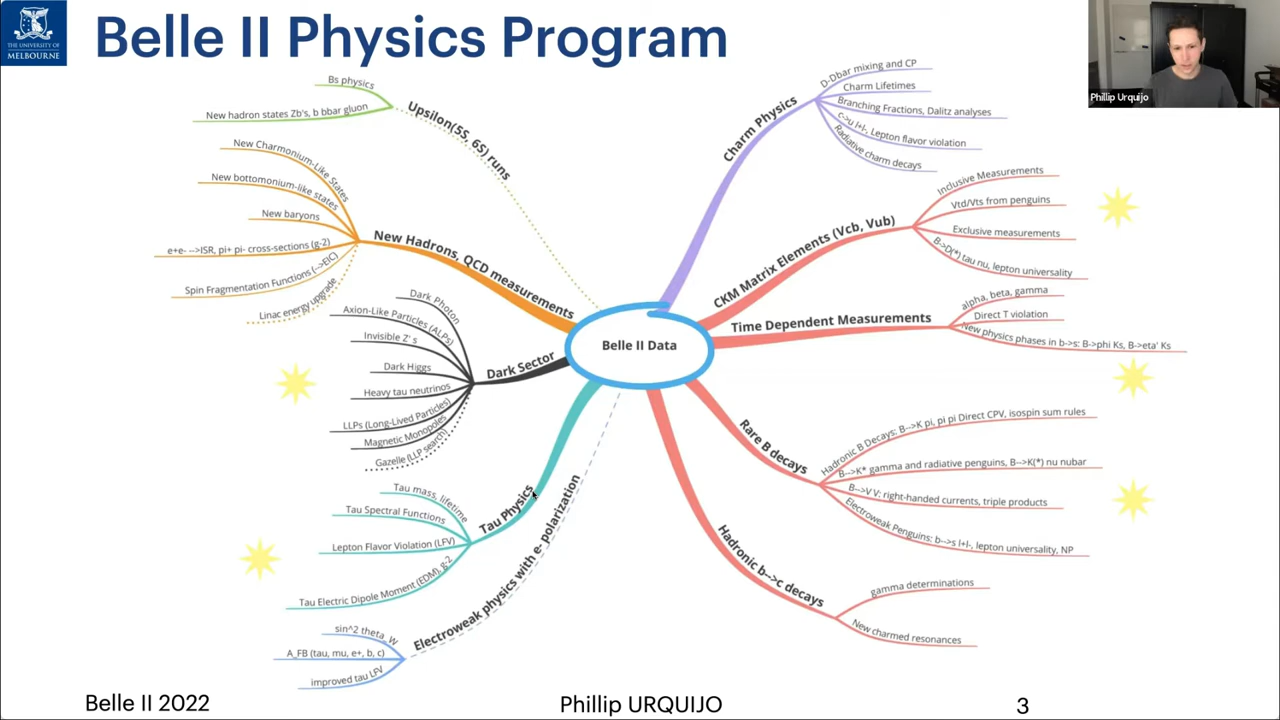 THE UNIVERSITY OF
MELBOURNE
Belle II Physics Program
Phillip Urquijo
Bs physics
New hadron states Zb's, b bbar gluon
Upsilon(5S, 6S) runs
New Charmonium-Like States
New bottomonium-like states
New baryons
e+e- -->ISR, pi+ pi- cross-sections (g-2)
Spin Fragmentation Functions (-->EIC)
Linac energy upgrade
New Hadrons, QCD measurements
Dark Photon
Axion-Like Particles (ALPs)
Invisible Z' s
Dark Higgs
Heavy tau neutrinos
LLPs (Long-Lived Particles)
Magnetic Monopoles
Gazelle (LLP search)
Dark Sector
Tau mass, lifetime
Tau Spectral Functions
Lepton Flavor Violation (LFV)
Tau Electric Dipole Moment (EDM), g-2
Tau Physics
sin^2 theta_W
A_FB (tau, mu, e+, b, c)
improved tau LFV
Electroweak physics with e- polarization
Belle II Data
Charm Physics
D-Dbar mixing and CP
Charm Lifetimes
Branching Fractions, Dalitz analyses
c->u l+l-, Lepton flavor violation
Radiative charm decays
CKM Matrix Elements (Vcb, Vub)
Inclusive Measurements
Vtd/Vts from penguins
Exclusive measurements
B->D(*) tau nu, lepton universality
Time Dependent Measurements
alpha, beta, gamma
Direct T violation
New physics phases in b->s: B->phi Ks, B->eta' Ks
Rare B decays
Hadronic B Decays: B-->K pi, pi pi Direct CPV, isospin sum rules
B-->K* gamma and radiative penguins, B-->K(*) nu nubar
B-->V V: right-handed currents, triple products
Electroweak Penguins: b-->s l+l-, lepton universality, NP
Hadronic b-->c decays
gamma determinations
New charmed resonances
Belle II 2022
Phillip URQUIJO
3